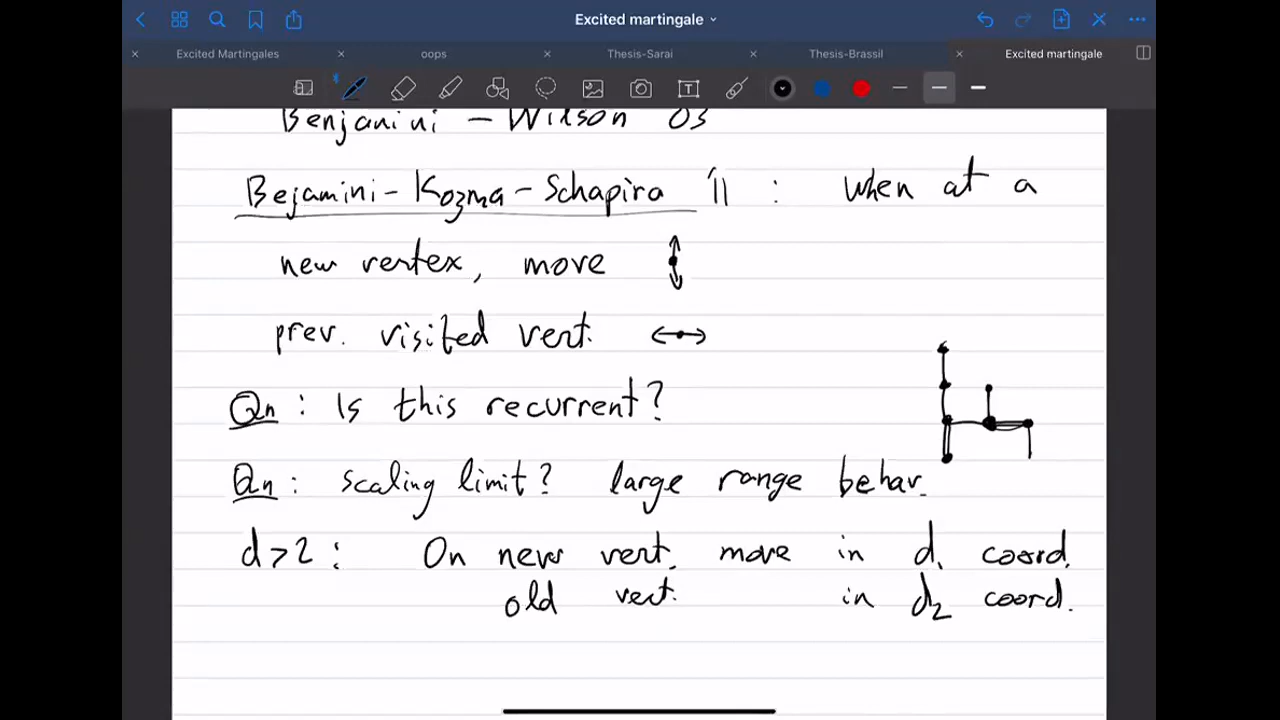 Excited martingale
Excited Martingales
oops
Thesis-Sarai
Thesis-Brassil
Excited martingale
Benjamini - Wilson 03
Bejamini - Kozma - Schapira '11 : when at a
new vertex, move
prev. visited vert.
Qn : Is this recurrent?
Qn : scaling limit? large range behav.
d>2 : On new vert. move in d1 coord.
old vert. in d2 coord.